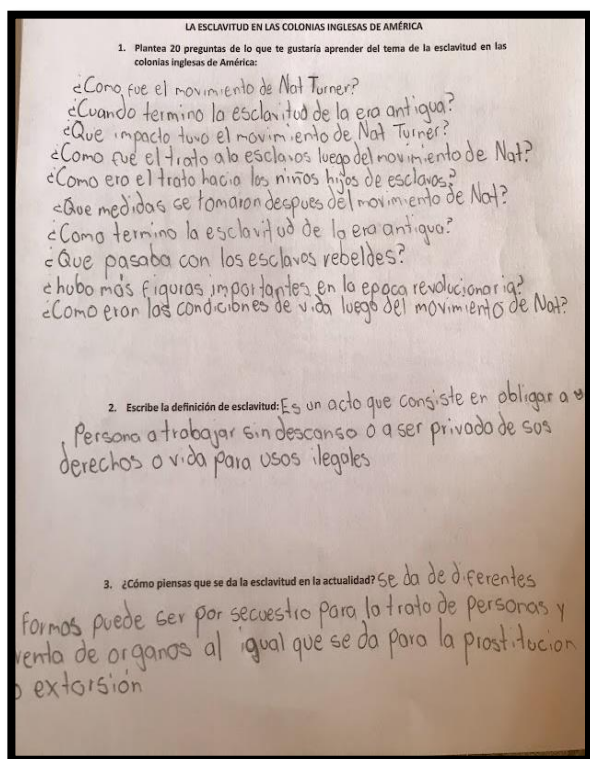 LA ESCLAVITUD EN LAS COLONIAS INGLESAS DE AMÉRICA
1. Plantea 20 preguntas de lo que te gustaría aprender del tema de la esclavitud en las
colonias inglesas de América:
¿Como fue el movimiento de Nat Turner?
¿Cuando termino la esclavitud de la era antigua?
¿Que impacto tuvo el movimiento de Nat Turner?
¿Como fue el trato a lo esclavos luego del movimiento de Nat?
¿Como era el trato hacia los niños hijos de esclavos?
¿Que medidas se tomaron despues del movimiento de Nat?
¿Como termino la esclavitud de la era antigua?
¿Que pasaba con los esclavos rebeldes?
¿hubo más figuras importantes en la epoca revolucionaria?
¿Como eran las condiciones de vida luego del movimiento de Nat?
2. Escribe la definición de esclavitud: Es un acto que consiste en obligar a
Persona a trabajar sin descanso o a ser privado de sus
derechos o vida para usos ilegales
3. ¿Cómo piensas que se da la esclavitud en la actualidad? se da de diferentes
formas puede ser por secuestro para la trata de personas y
venta de organos al igual que se da para la prostitucion
o extorsión